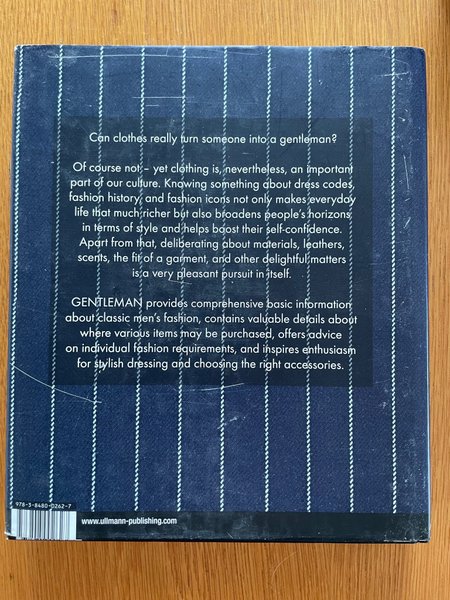 Can clothes really turn someone into a gentleman?
Of course not – yet clothing is, nevertheless, an important
part of our culture. Knowing something about dress codes,
fashion history, and fashion icons not only makes everyday
life that much richer but also broadens people's horizons
in terms of style and helps boost their self-confidence.
Apart from that, deliberating about materials, leathers,
scents, the fit of a garment, and other delightful matters
is a very pleasant pursuit in itself.
GENTLEMAN provides comprehensive basic information
about classic men's fashion, contains valuable details about
where various items may be purchased, offers advice
on individual fashion requirements, and inspires enthusiasm
for stylish dressing and choosing the right accessories.
978-3-8480-0262-7
www.ullmann-publishing.com